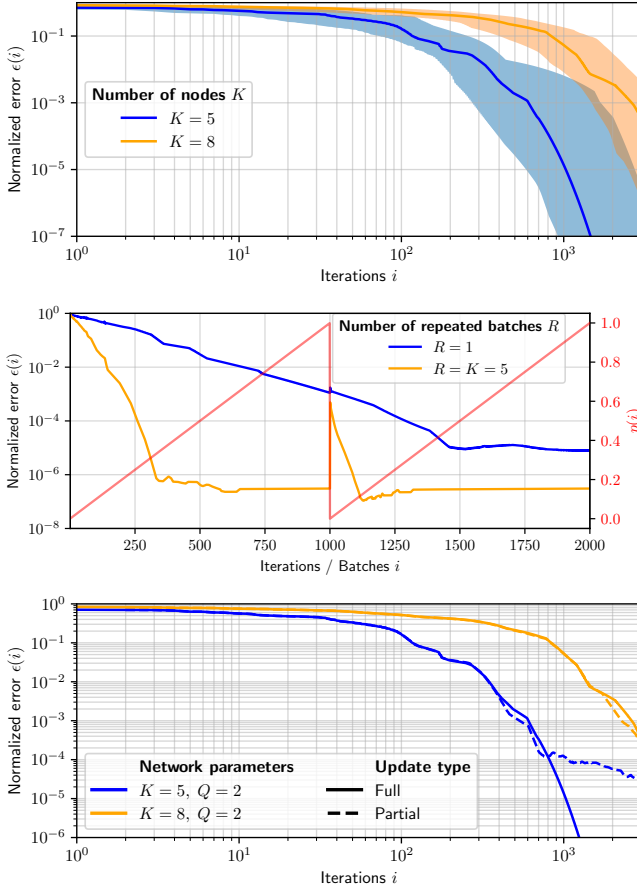 10^{-1}
10^{-3}
10^{-5}
10^{-7}
Normalized error ϵ(i)
Number of nodes K
K = 5
K = 8
10^0
10^1
10^2
10^3
Iterations i
10^0
10^{-2}
10^{-4}
10^{-6}
10^{-8}
Normalized error ϵ(i)
Number of repeated batches R
R = 1
R = K = 5
1.0
0.8
0.6
0.4
0.2
0.0
p(i)
250
500
750
1000
1250
1500
1750
2000
Iterations / Batches i
10^0
10^{-1}
10^{-2}
10^{-3}
10^{-4}
10^{-5}
10^{-6}
Normalized error ϵ(i)
Network parameters
K = 5, Q = 2
K = 8, Q = 2
Update type
Full
Partial
10^0
10^1
10^2
10^3
Iterations i